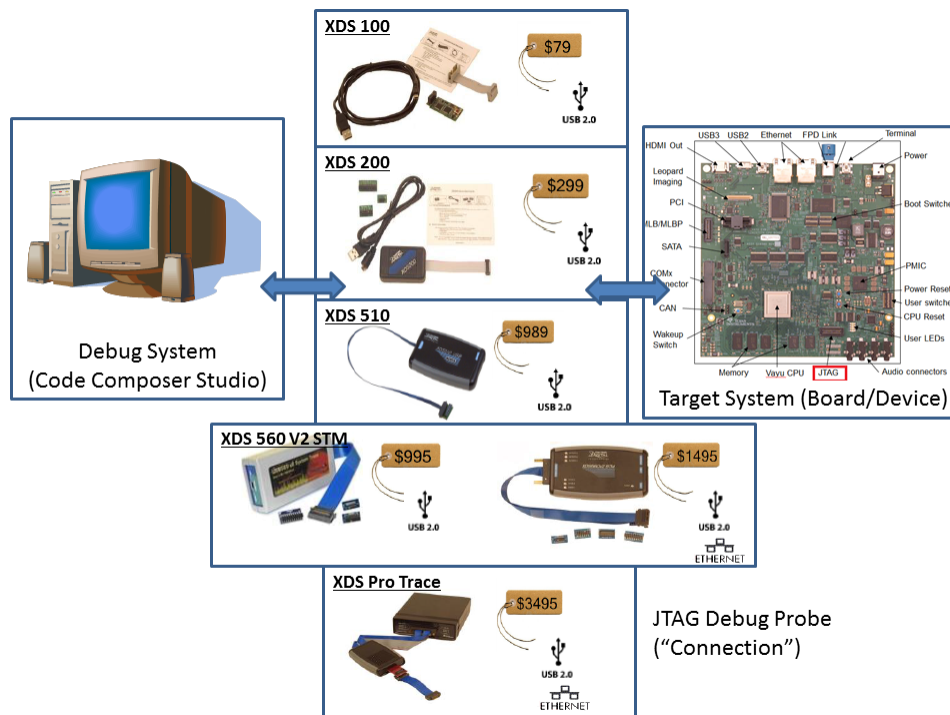 XDS 100
$79
USB 2.0
XDS 200
$299
USB 2.0
XDS 510
$989
USB 2.0
XDS 560 V2 STM
$995
USB 2.0
$1495
USB 2.0
ETHERNET
XDS Pro Trace
$3495
USB 2.0
ETHERNET
Debug System
(Code Composer Studio)
USB3
USB2
Ethernet
FPD Link
Terminal
HDMI Out
Power
Leopard
Imaging
PCI
Boot Switche
MLB/MLBP
SATA
PMIC
COMx
nector
Power Reset
User switche
CAN
CPU Reset
Wakeup
Switch
User LEDs
Memory
Vayu CPU
JTAG
Audio connectors
Target System (Board/Device)
JTAG Debug Probe
(“Connection”)